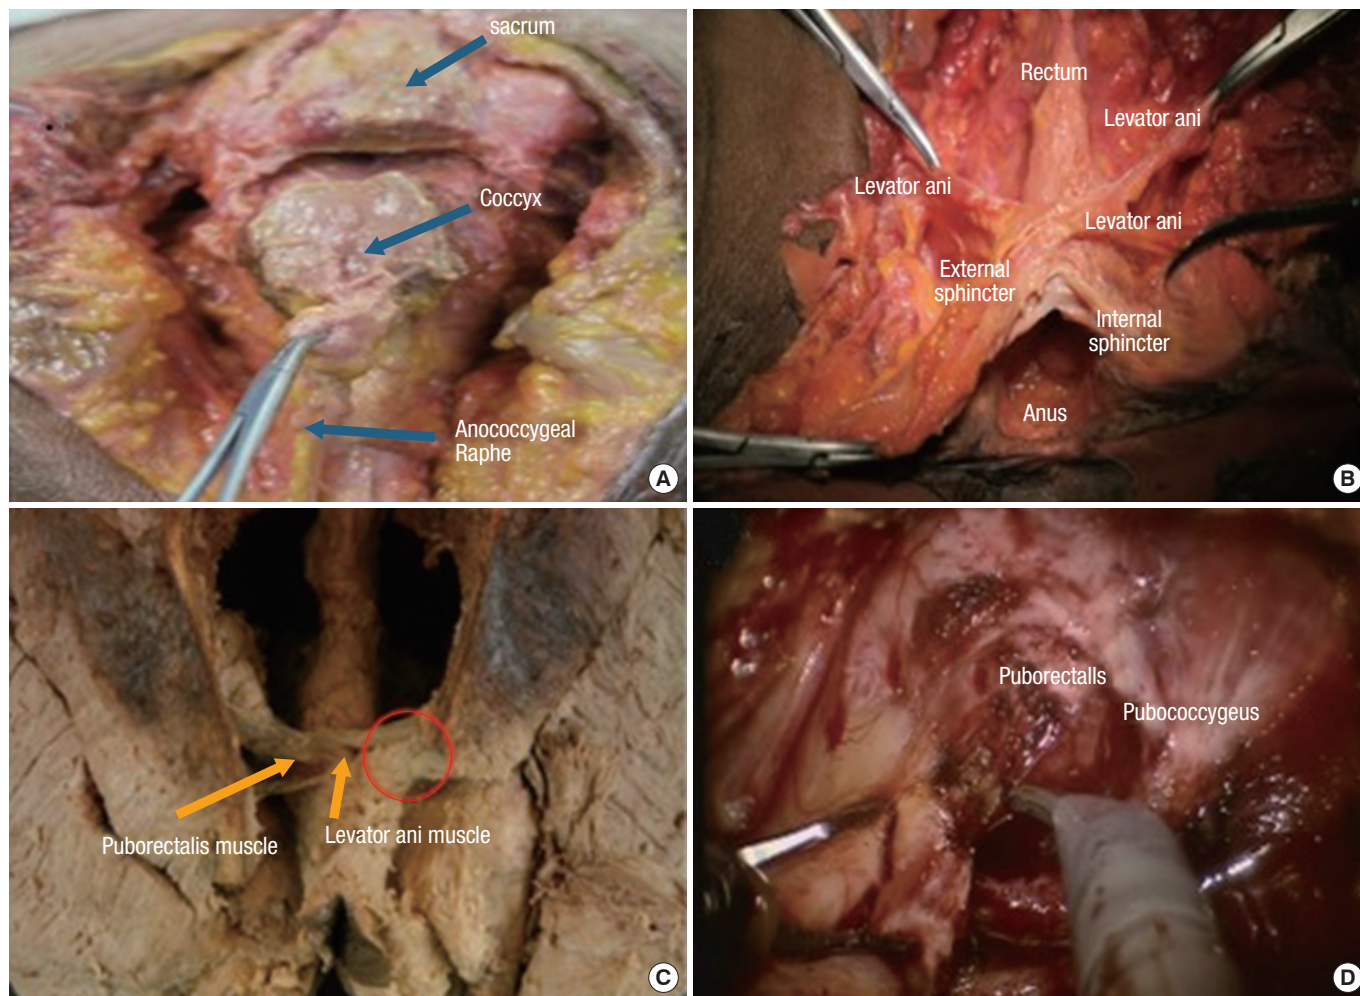 sacrum
Coccyx
Anococcygeal
Raphe
A
Rectum
Levator ani
Levator ani
Levator ani
External
sphincter
Internal
sphincter
Anus
B
Puborectalis muscle
Levator ani muscle
C
Puborectalls
Pubococcygeus
D